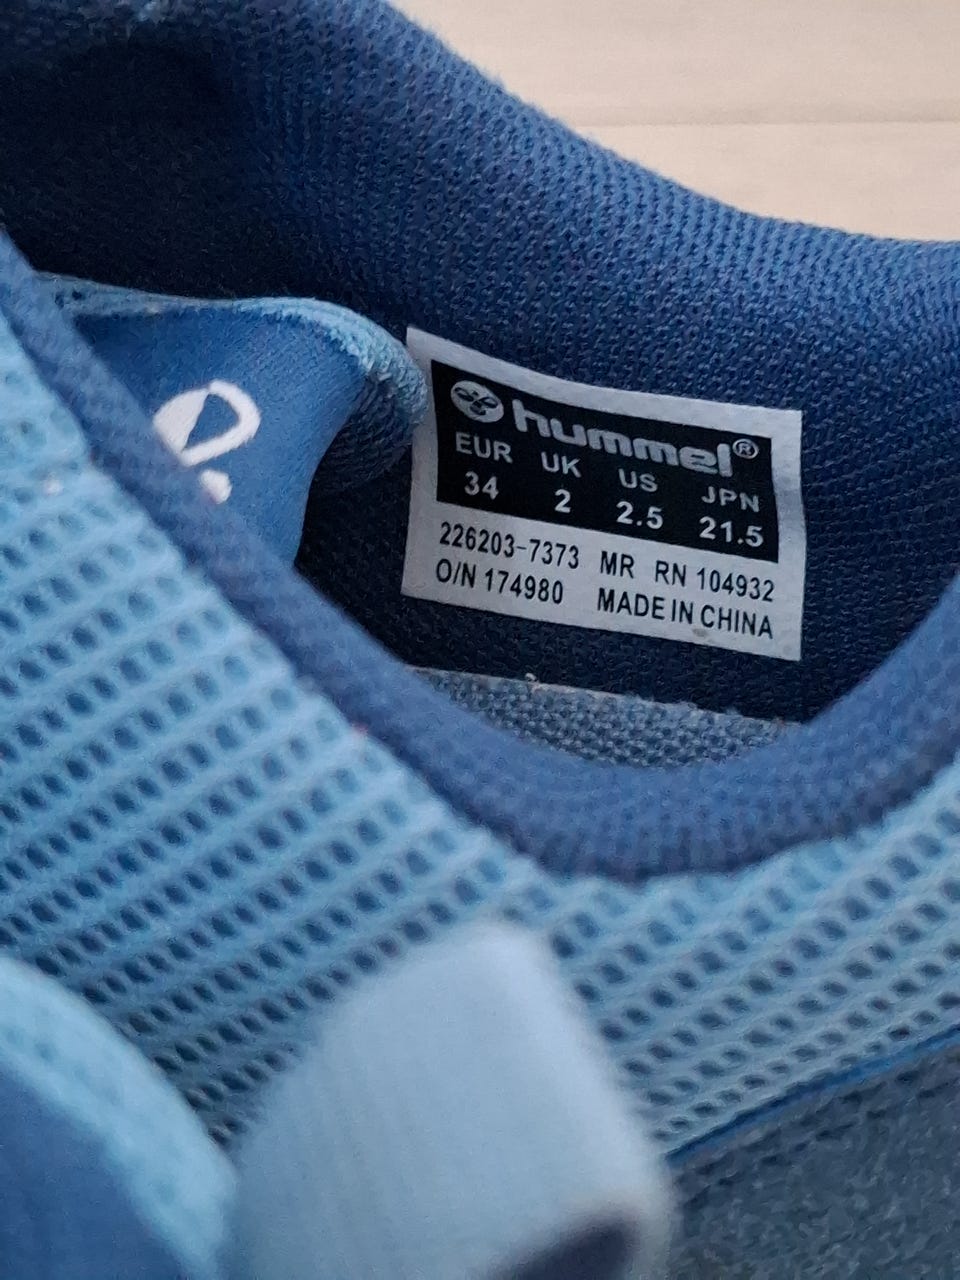 hummel®
EUR UK US JPN
34 2 2.5 21.5
226203-7373 MR RN 104932
O/N 174980 MADE IN CHINA